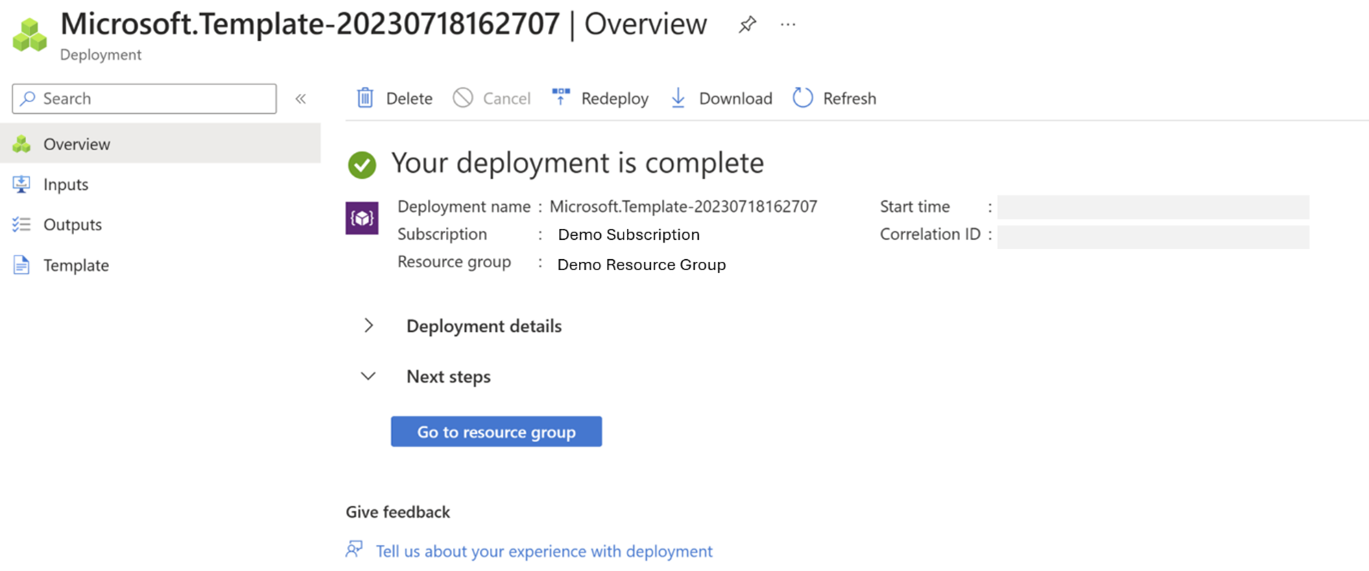 Microsoft.Template-20230718162707 | Overview
Deployment
Search
Delete Cancel Redeploy Download Refresh
Overview
Inputs
Outputs
Template
Your deployment is complete
Deployment name : Microsoft.Template-20230718162707
Subscription : Demo Subscription
Resource group : Demo Resource Group
Start time :
Correlation ID :
Deployment details
Next steps
Go to resource group
Give feedback
Tell us about your experience with deployment